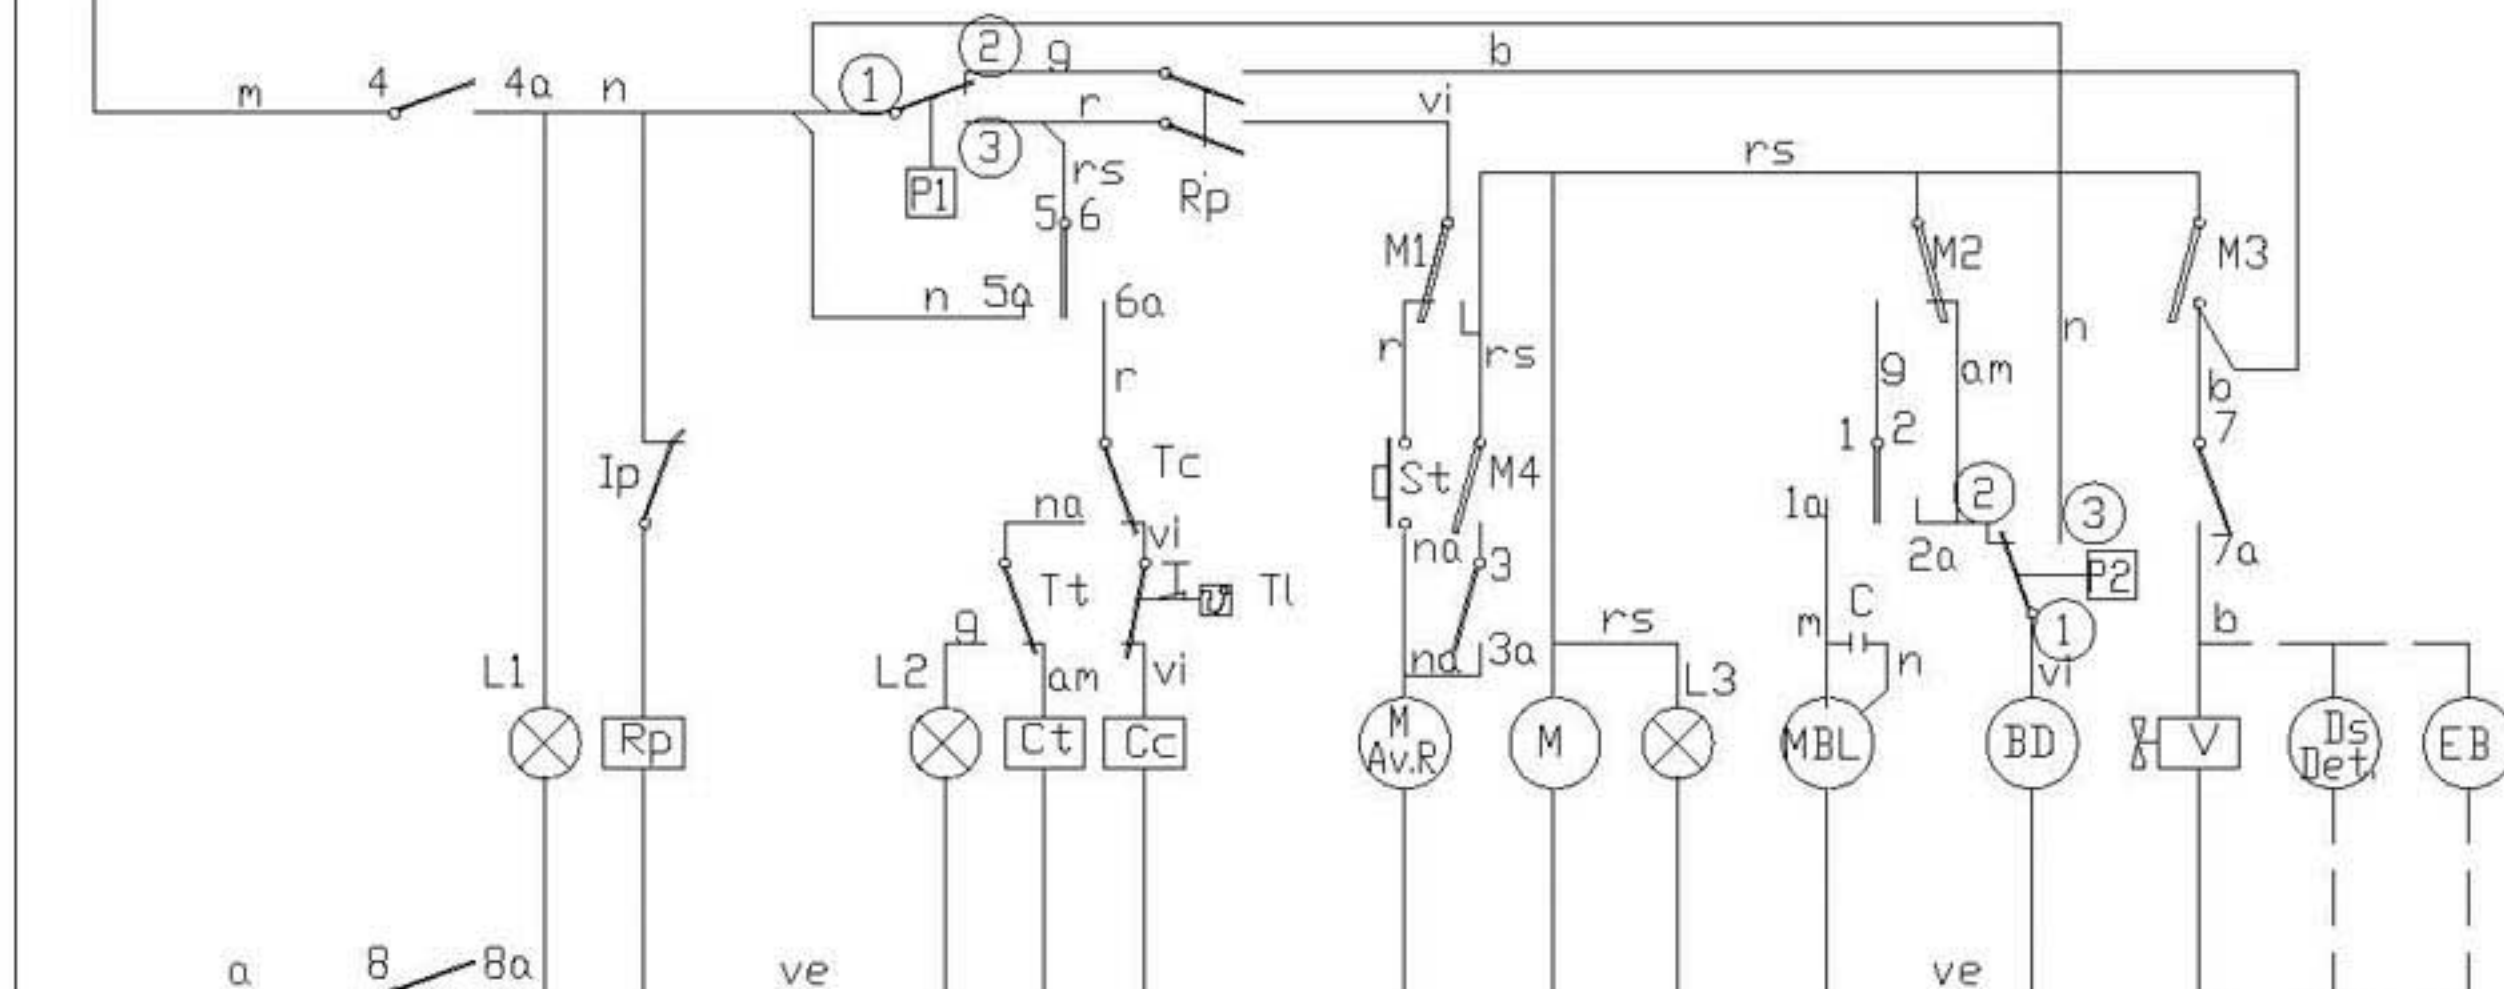 2 g b
m 4 4a n 1 r vi
3 rs rs
P1 5 6 R'p
M1 M2 M3
n 5a 6a n
r r rs g am b
Ip Tc St M4 1 2 7
na vi 1a 2 3
na 3 2a 7a
Tt I Tl P2
g m C 1 b
rs
L1 L2 am vi na 3a L3 n vi
Rp Ct Cc M Av.R M MBL BD V Ds Det. EB
a 8 8a ve ve